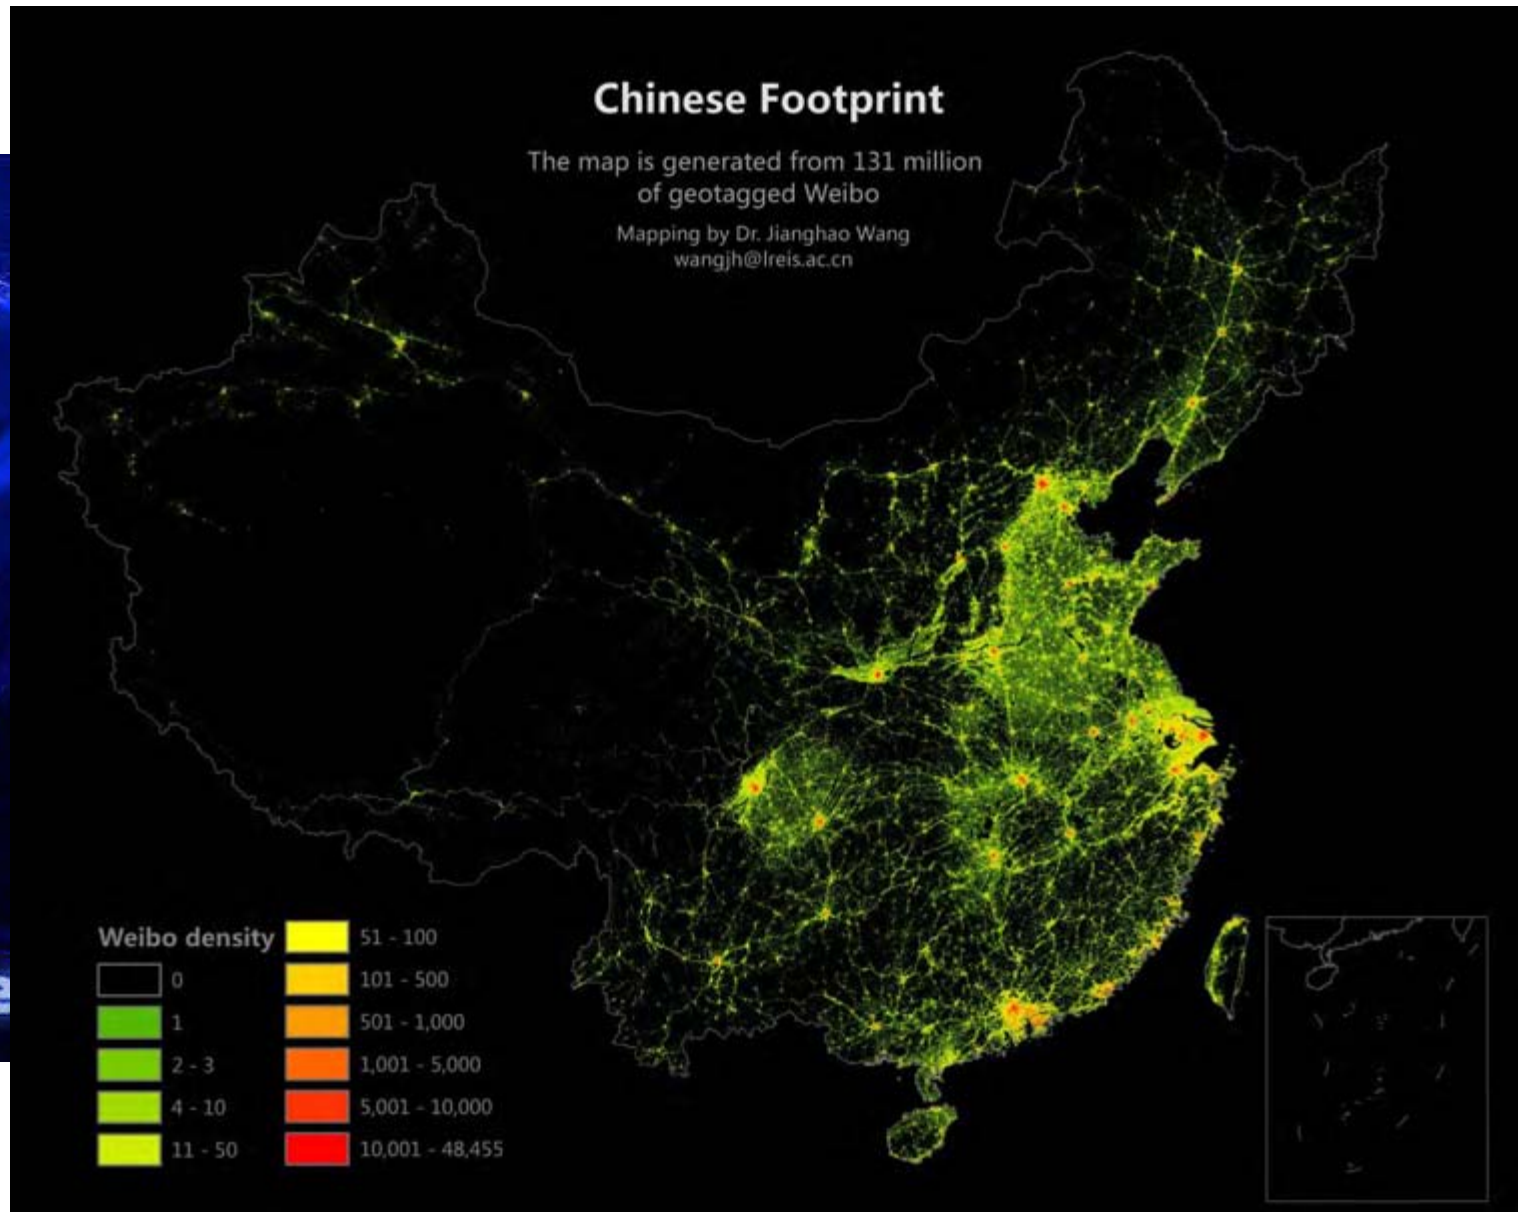 Chinese Footprint
The map is generated from 131 million
of geotagged Weibo
Mapping by Dr. Jianghao Wang
wangjh@lreis.ac.cn
Weibo density
0
1
2 - 3
4 - 10
11 - 50
51 - 100
101 - 500
501 - 1,000
1,001 - 5,000
5,001 - 10,000
10,001 - 48,455